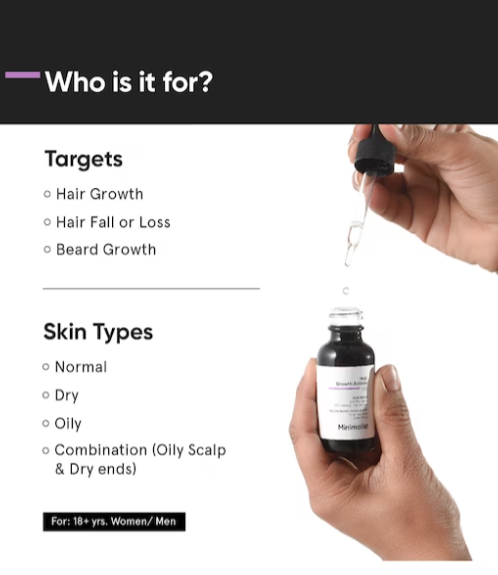 Who is it for?
Targets
Hair Growth
Hair Fall or Loss
Beard Growth
Skin Types
Normal
Dry
Oily
Combination (Oily Scalp
& Dry ends)
For: 18+ yrs. Women/ Men
Hair
Growth Actives
Minimalist